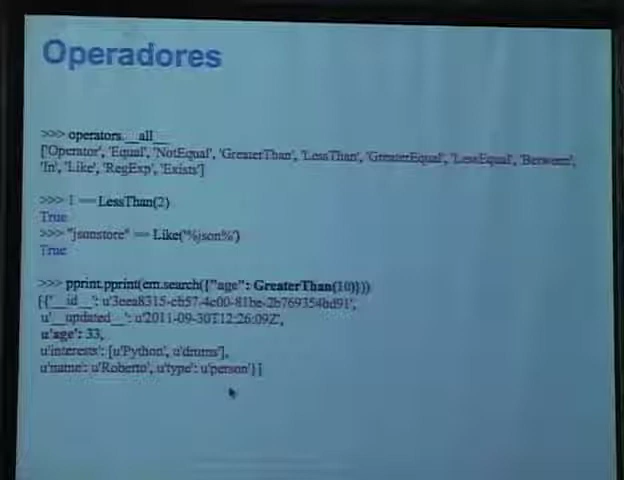 Operadores
>>> operators.__all__
['Operator', 'Equal', 'NotEqual', 'GreaterThan', 'LessThan', 'GreaterEqual', 'LessEqual', 'Between',
'In', 'Like', 'RegExp', 'Exists']
>>> 1 == LessThan(2)
True
>>> "jsonstore" == Like('%json%')
True
>>> pprint.pprint(em.search({"age": GreaterThan(10)}))
[{'__id__': 
u'__updated__': u'2011-09-30T12:26:09Z',
u'age': 33,
u'interests': [u'Python', u'drums'],
u'name': u'Roberto', u'type': u'person'}]